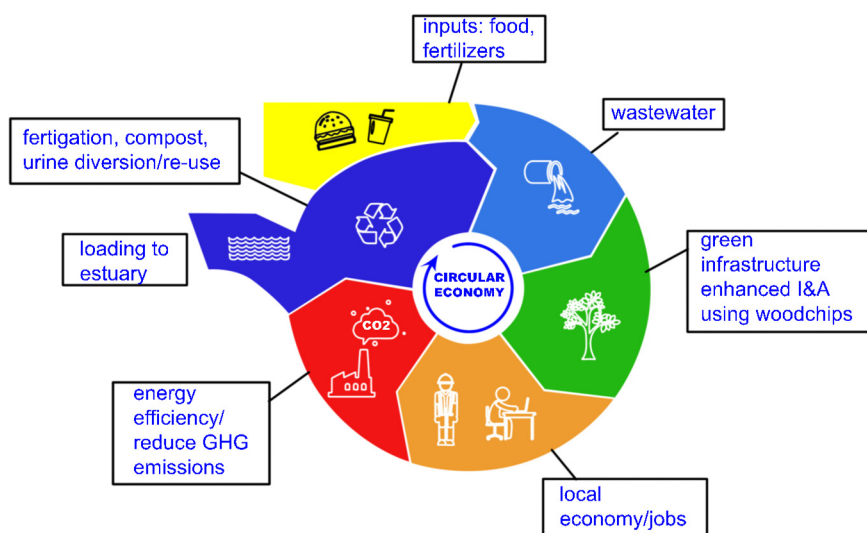 inputs: food,
fertilizers
wastewater
fertigation, compost,
urine diversion/re-use
loading to
estuary
green
infrastructure
enhanced I&A
using woodchips
CIRCULAR
ECONOMY
CO2
energy
efficiency/
reduce GHG
emissions
local
economy/jobs